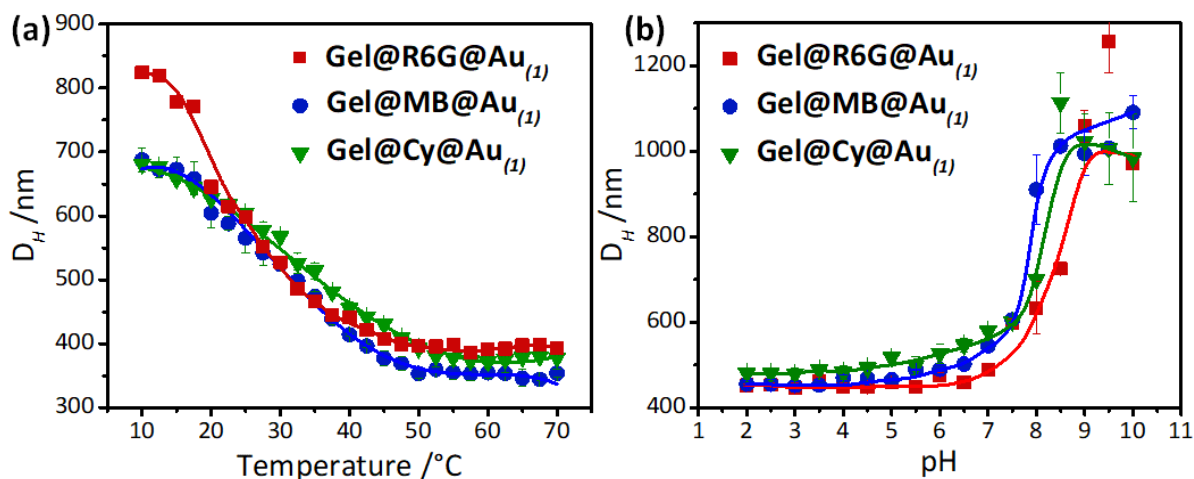 (a)
900
800
700
600
500
400
300
D_H /nm
Gel@R6G@Au(1)
Gel@MB@Au(1)
Gel@Cy@Au(1)
10 20 30 40 50 60 70
Temperature /°C
(b)
1200
1000
800
600
400
D_H /nm
Gel@R6G@Au(1)
Gel@MB@Au(1)
Gel@Cy@Au(1)
1 2 3 4 5 6 7 8 9 10 11
pH